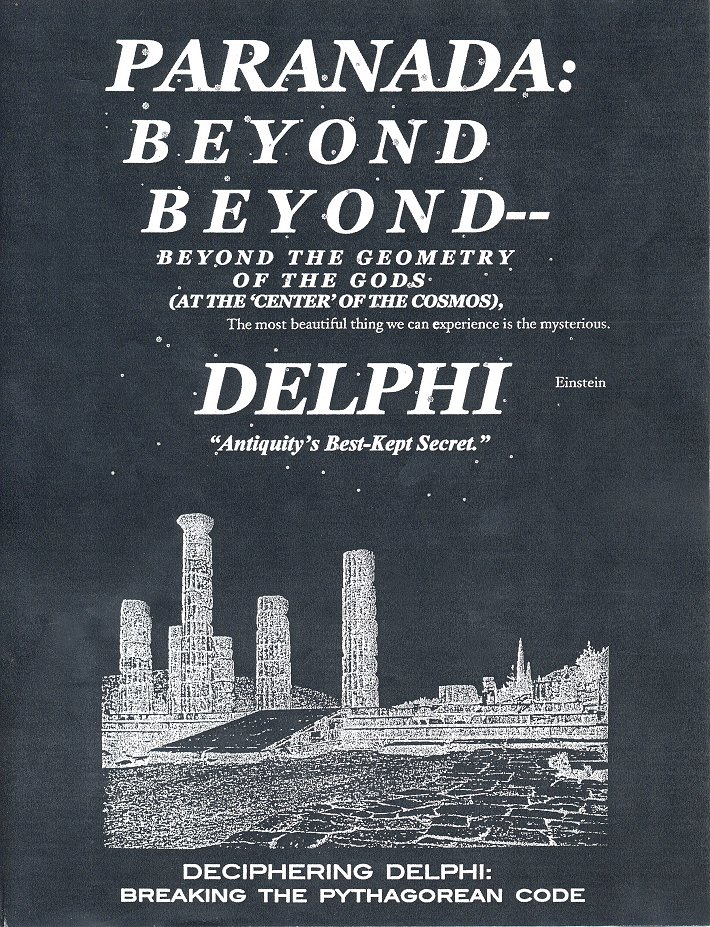 PARANADA:
BEYOND
BEYOND--
BEYOND THE GEOMETRY
OF THE GODS
(AT THE ‘CENTER’ OF THE COSMOS),
The most beautiful thing we can experience is the mysterious.
DELPHI
Einstein
“Antiquity’s Best-Kept Secret.”
DECIPHERING DELPHI:
BREAKING THE PYTHAGOREAN CODE